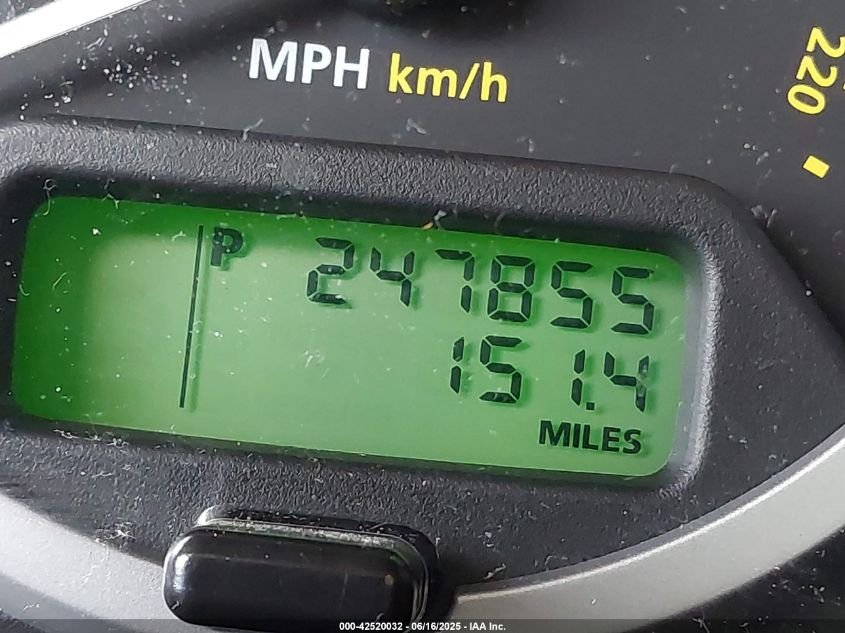 MPH km/h
220
P 247855
151.4
MILES
000-42520032 - 06/16/2025 - IAA Inc.